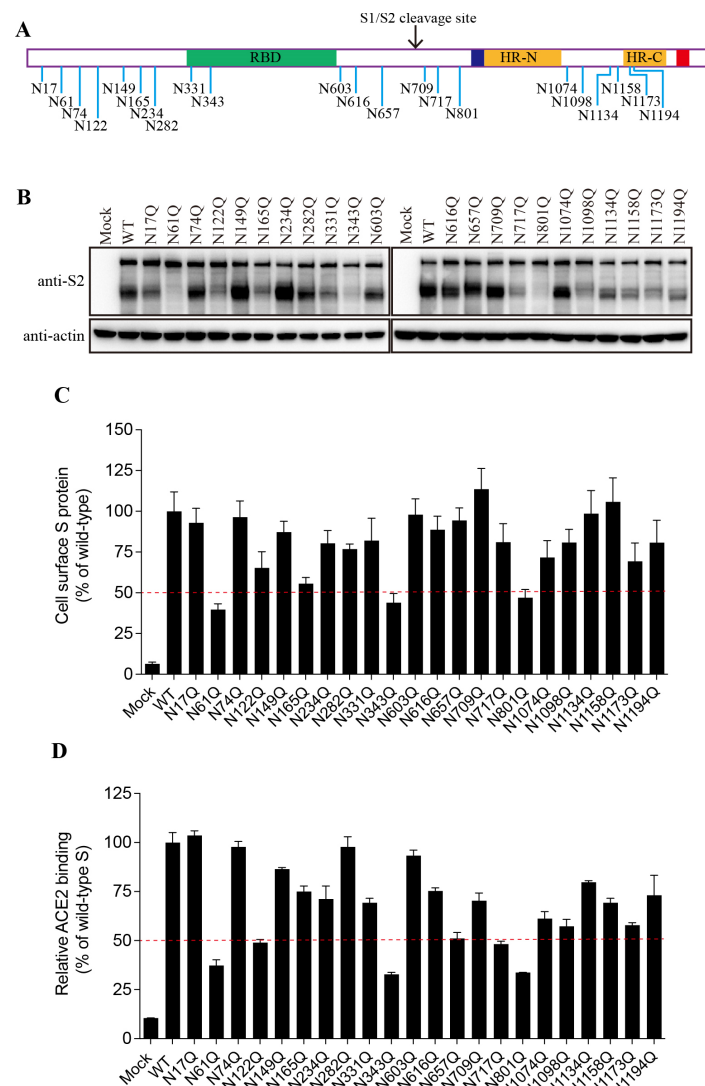 A
S1/S2 cleavage site
RBD
HR-N
HR-C
N17
N61
N74
N122
N149
N165
N234
N282
N331
N343
N603
N616
N657
N709
N717
N801
N1074
N1098
N1134
N1158
N1173
N1194
B
Mock
WT
N17Q
N61Q
N74Q
N122Q
N149Q
N165Q
N234Q
N282Q
N331Q
N343Q
N603Q
Mock
WT
N616Q
N657Q
N709Q
N717Q
N801Q
N1074Q
N1098Q
N1134Q
N1158Q
N1173Q
N1194Q
anti-S2
anti-actin
C
Cell surface S protein
(% of wild-type)
150
100
75
50
25
0
Mock
WT
N17Q
N61Q
N74Q
N122Q
N149Q
N165Q
N234Q
N282Q
N331Q
N343Q
N603Q
N616Q
N657Q
N709Q
N717Q
N801Q
N1074Q
N1098Q
N1134Q
N1158Q
N1173Q
N1194Q
D
Relative ACE2 binding
(% of wild-type S)
125
100
75
50
25
0
Mock
WT
N17Q
N61Q
N74Q
N122Q
N149Q
N165Q
N234Q
N282Q
N331Q
N343Q
N603Q
N616Q
N657Q
N709Q
N717Q
N801Q